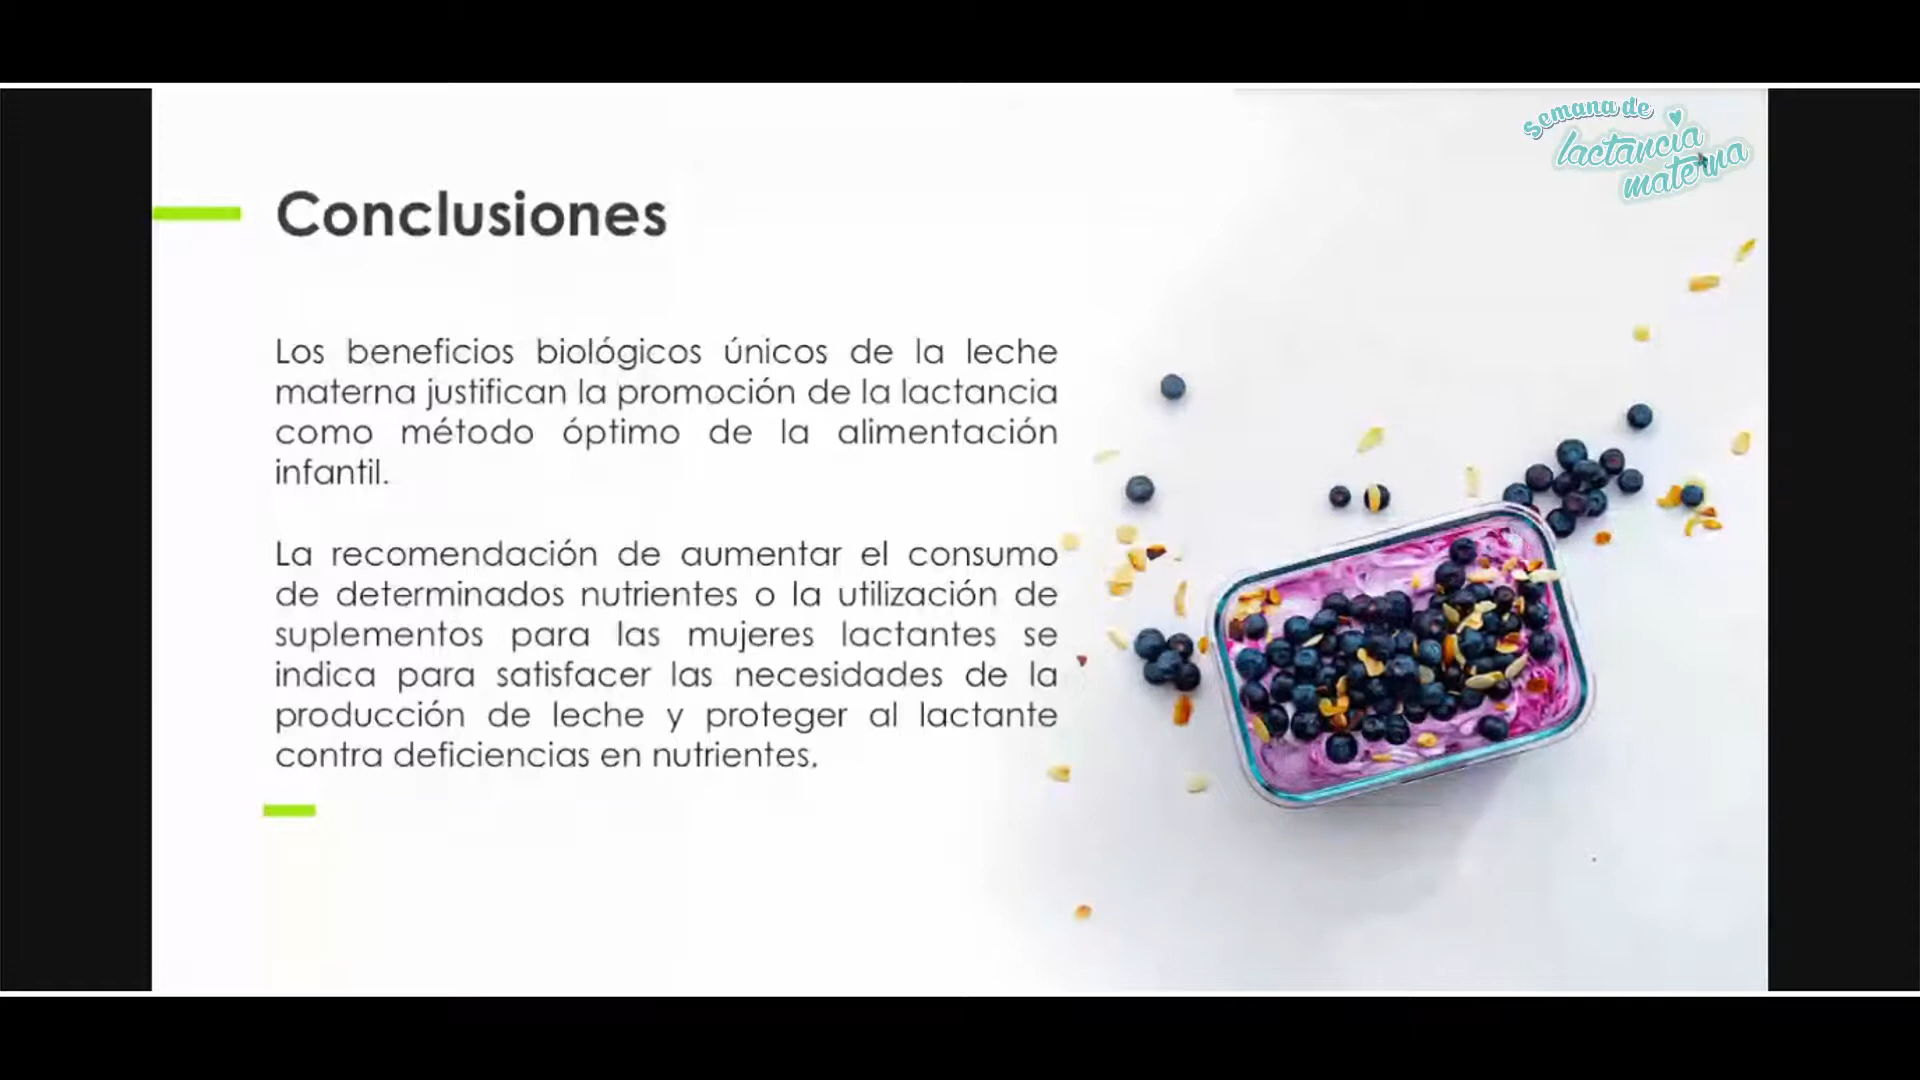 Semana de
lactancia
materna
Conclusiones
Los beneficios biológicos únicos de la leche
materna justifican la promoción de la lactancia
como método óptimo de la alimentación
infantil.
La recomendación de aumentar el consumo
de determinados nutrientes o la utilización de
suplementos para las mujeres lactantes se
indica para satisfacer las necesidades de la
producción de leche y proteger al lactante
contra deficiencias en nutrientes.